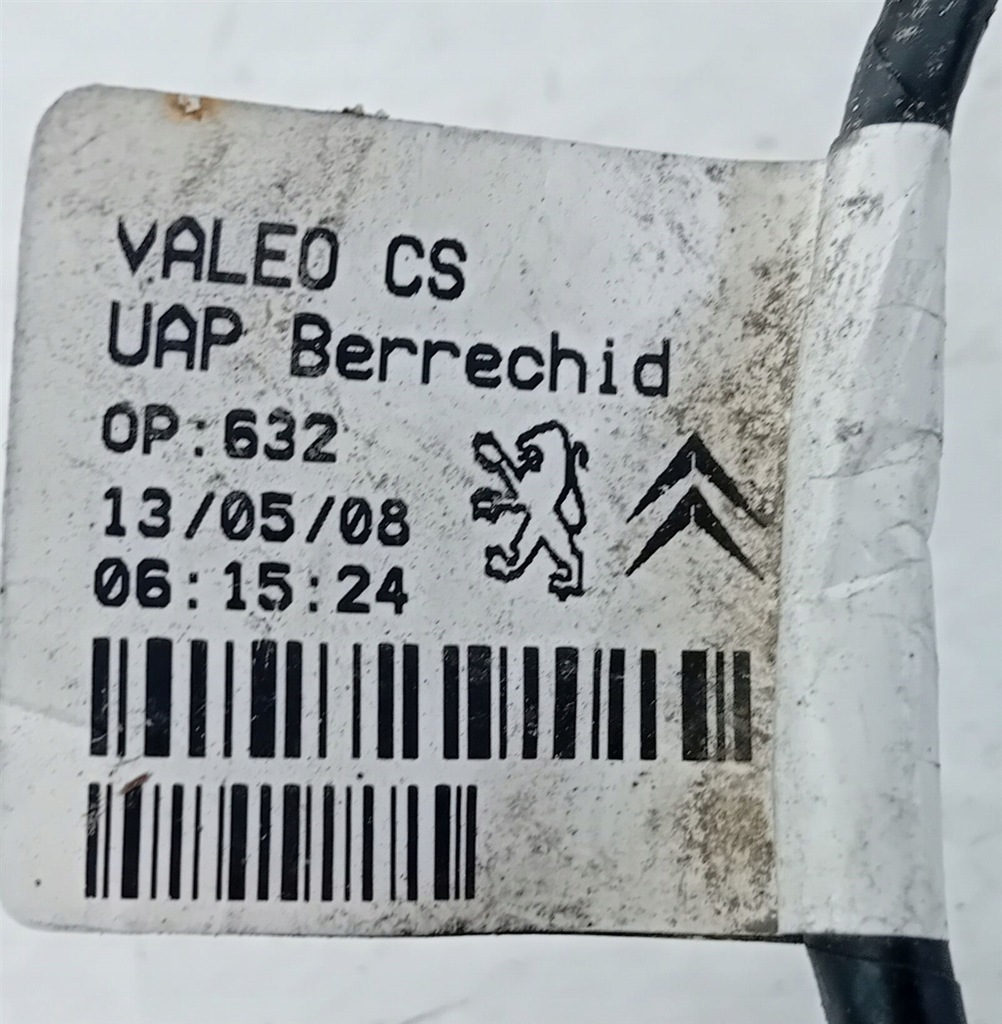 VALEO CS
UAP Berrechid
OP:632
13/05/08
06:15:24